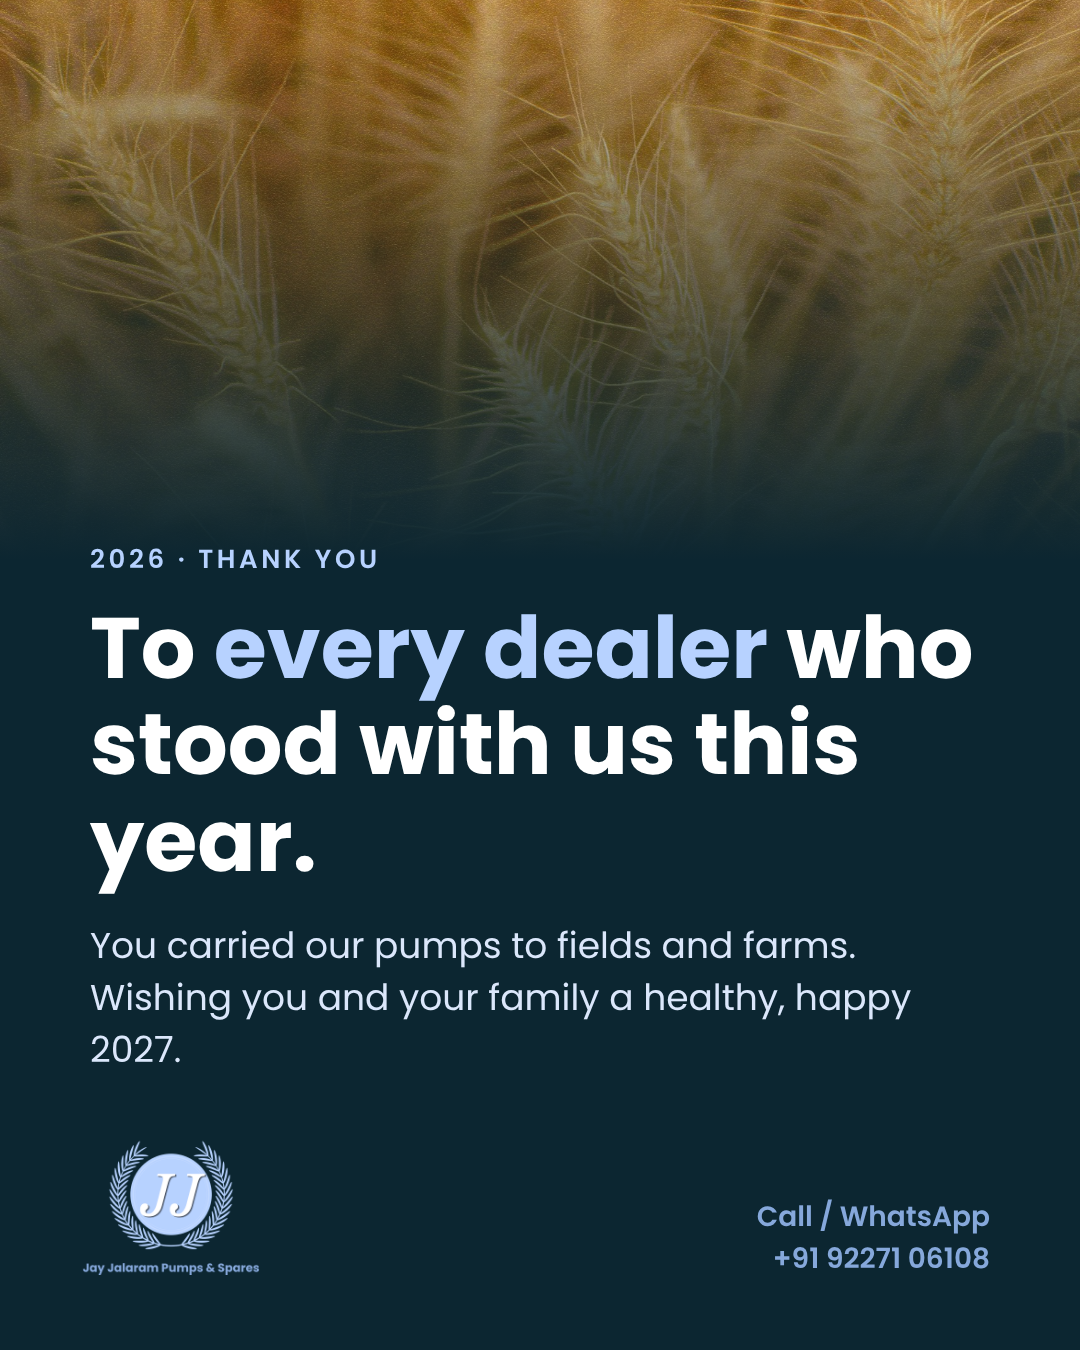 2026 · THANK YOU
To every dealer who
stood with us this
year.
You carried our pumps to fields and farms.
Wishing you and your family a healthy, happy
2027.
JJ
Jay Jalaram Pumps & Spares
Call / WhatsApp
+91 92271 06108